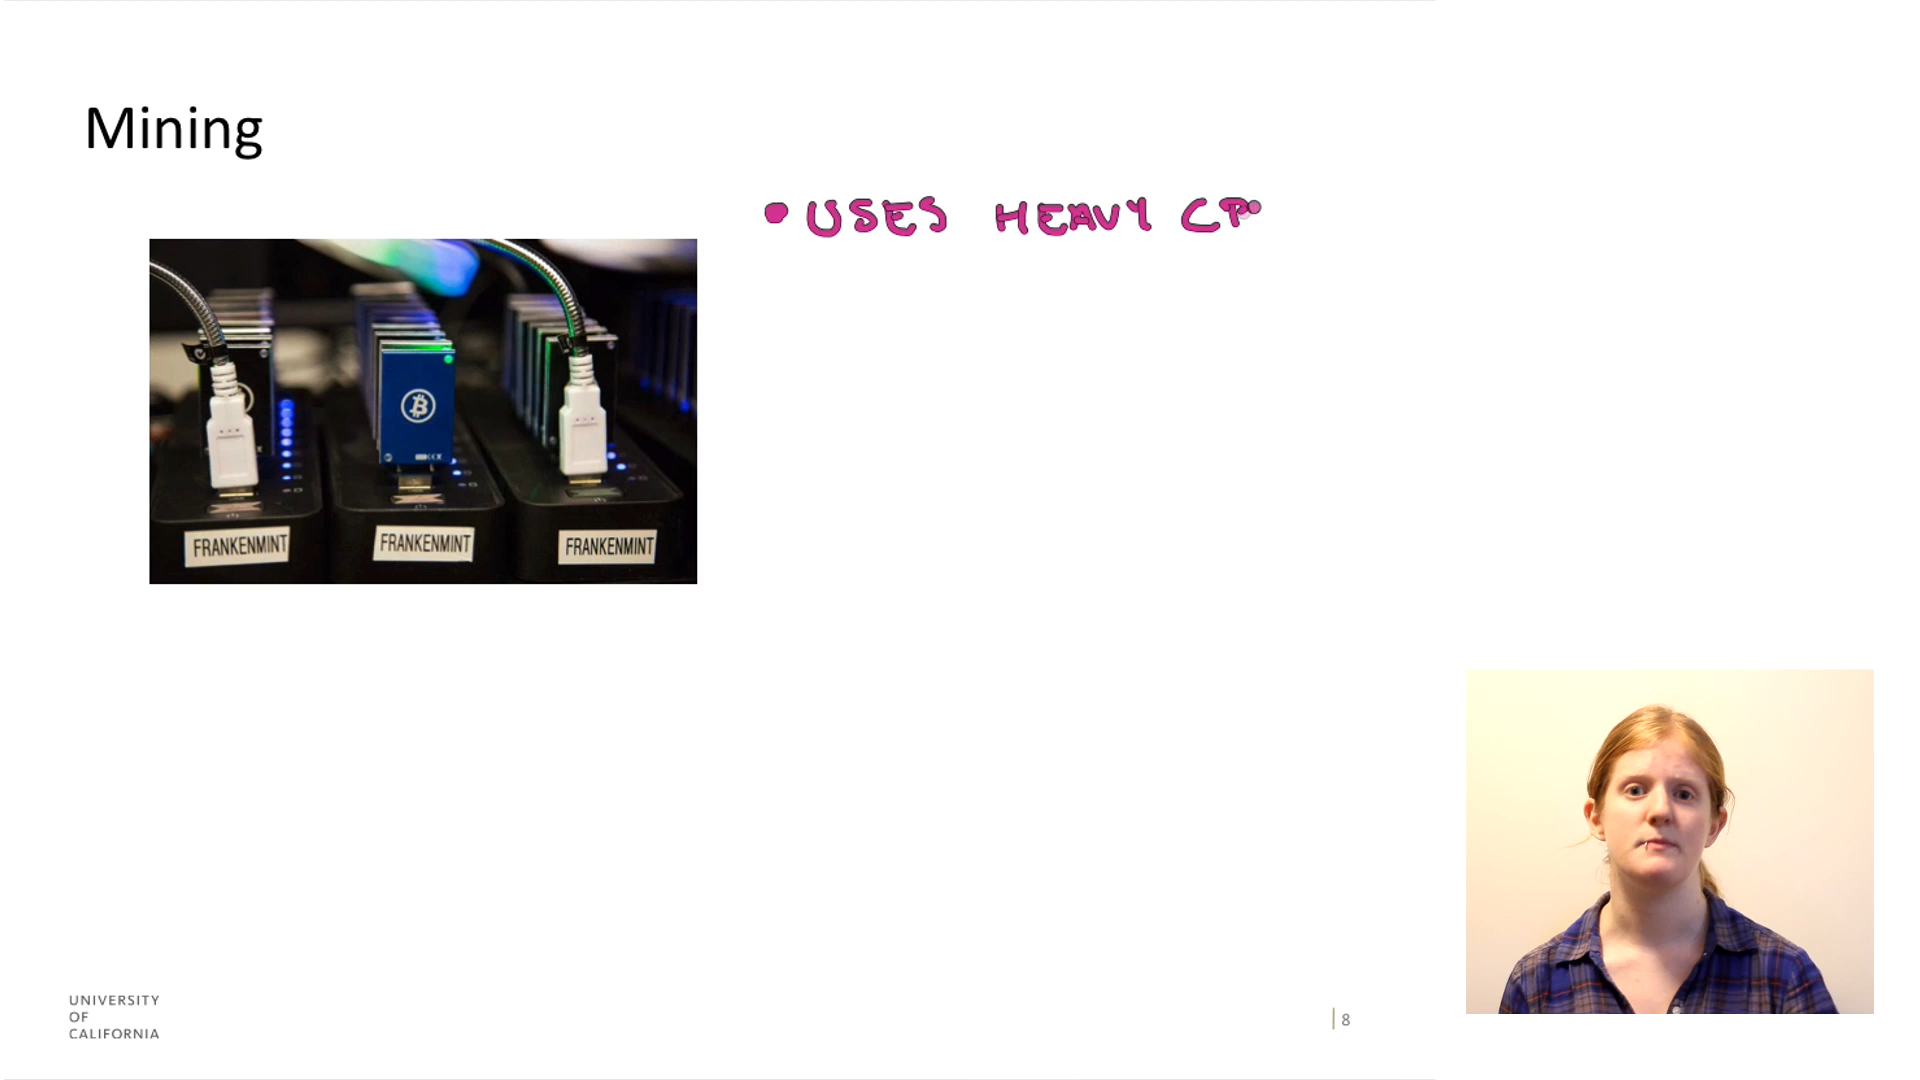 Mining
• USES HEAVY CP
FRANKENMINT
FRANKENMINT
FRANKENMINT
UNIVERSITY
OF
CALIFORNIA
8